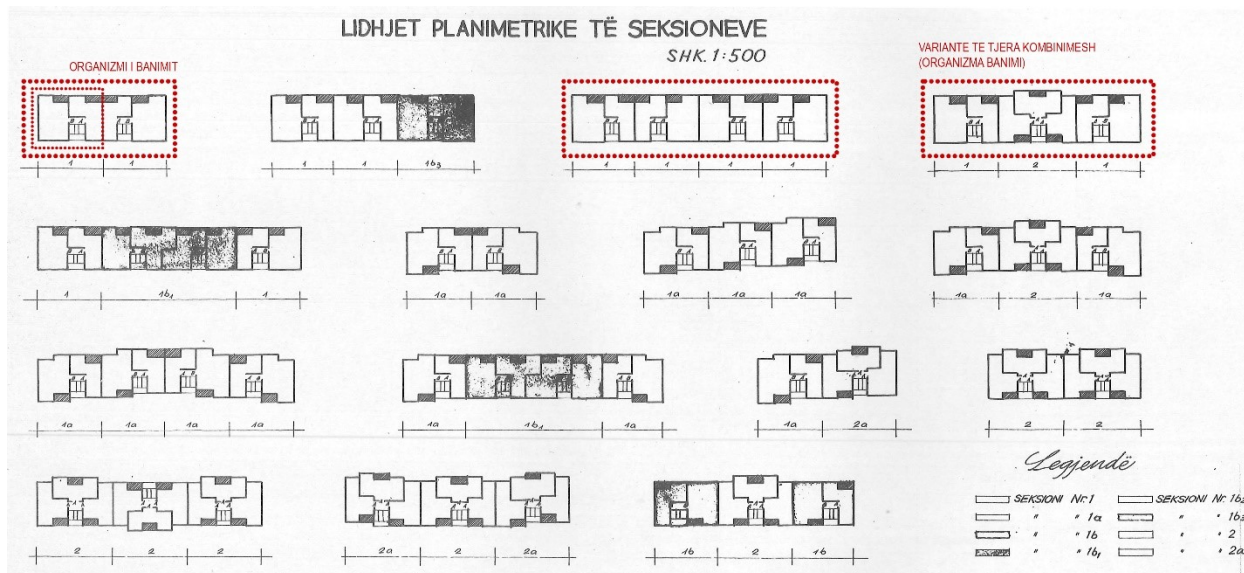 LIDHJET PLANIMETRIKE TË SEKSIONEVE
SHK. 1:500
ORGANIZMI I BANIMIT
VARIANTE TE TJERA KOMBINIMESH
(ORGANIZMA BANIMI)
1 1
1 1 1b3
1 1 1 1
1 2 1
1 1b1 1
1a 1a
1a 1a 1a
1a 2 1a
1a 1a 1a 1a
1a 1b1 1a
1a 2a
2 2
2 2 2
2a 2 2a
1b 2 1b
Legjendë
SEKSIONI Nr.1
" " 1a
" " 1b
" " 1b1
SEKSIONI Nr. 1b2
" " 1b3
" " 2
" " 2a